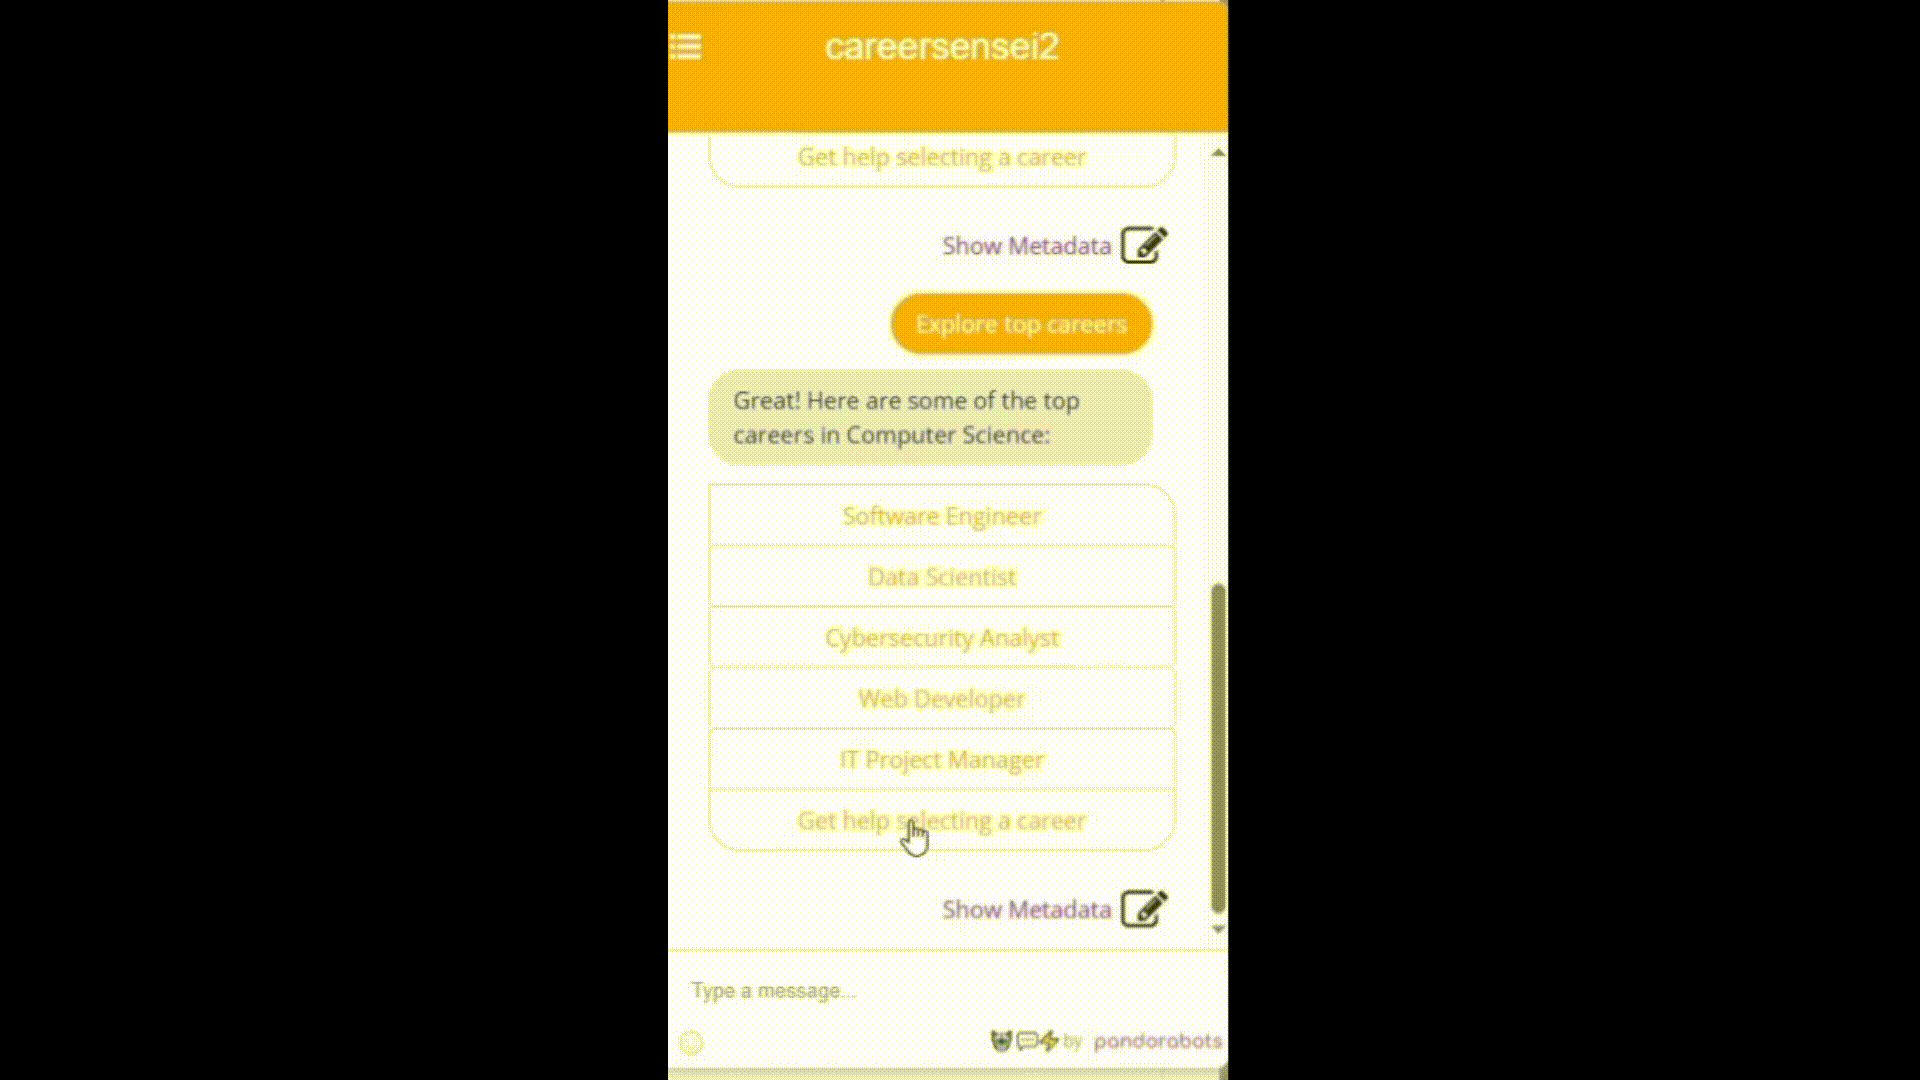 careersensei2
Get help selecting a career
Show Metadata
Explore top careers
Great! Here are some of the top
careers in Computer Science:
Software Engineer
Data Scientist
Cybersecurity Analyst
Web Developer
IT Project Manager
Get help selecting a career
Show Metadata
Type a message...
by pandorabots